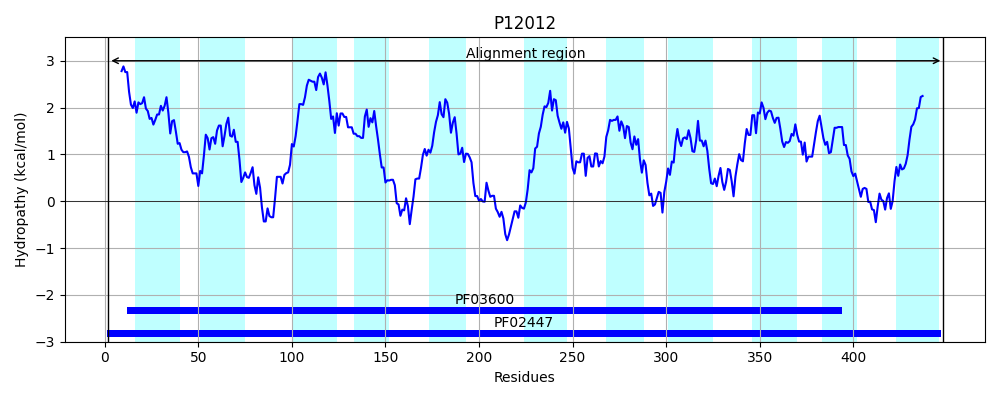 P12012
Alignment region
3
2
1
0
−1
−2
−3
Hydropathy (kcal/mol)
PF03600
PF02447
0 50 100 150 200 250 300 350 400
Residues